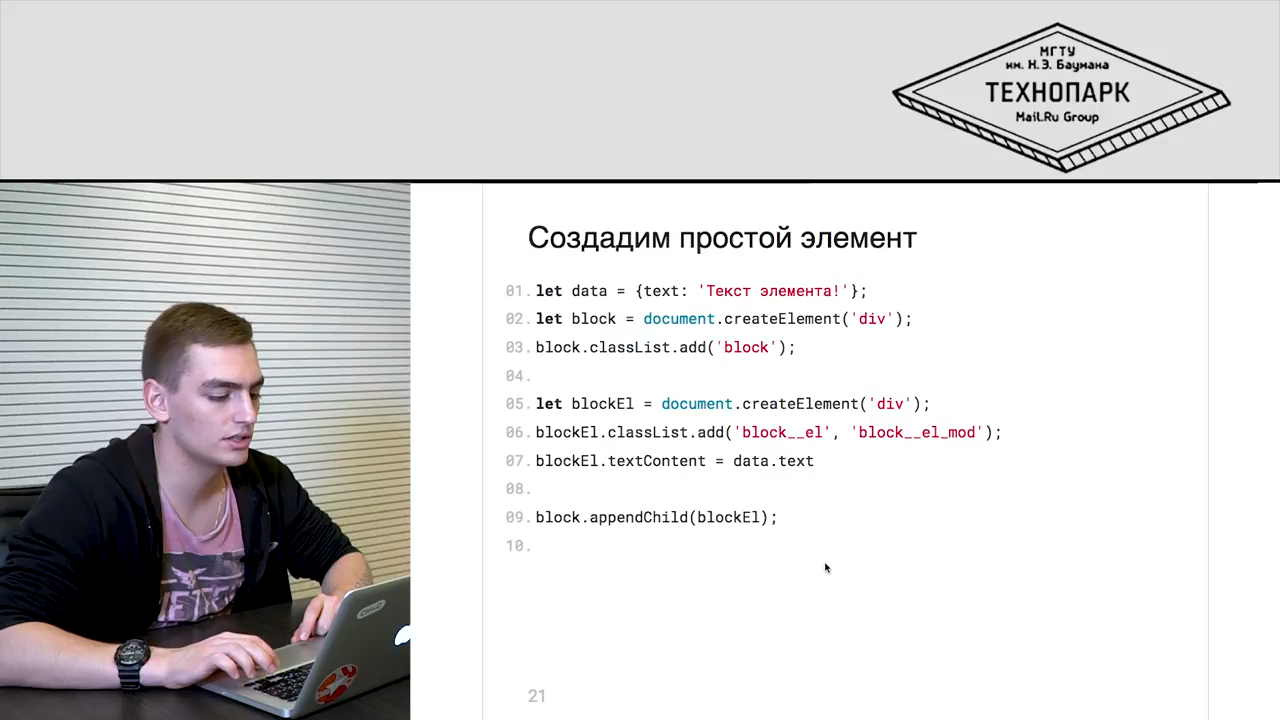 МГТУ
им. Н.Э. Баумана
ТЕХНОПАРК
Mail.Ru Group
Создадим простой элемент
01. let data = {text: 'Текст элемента!'};
02. let block = document.createElement('div');
03. block.classList.add('block');
04.
05. let blockEl = document.createElement('div');
06. blockEl.classList.add('block__el', 'block__el_mod');
07. blockEl.textContent = data.text
08.
09. block.appendChild(blockEl);
10.
21